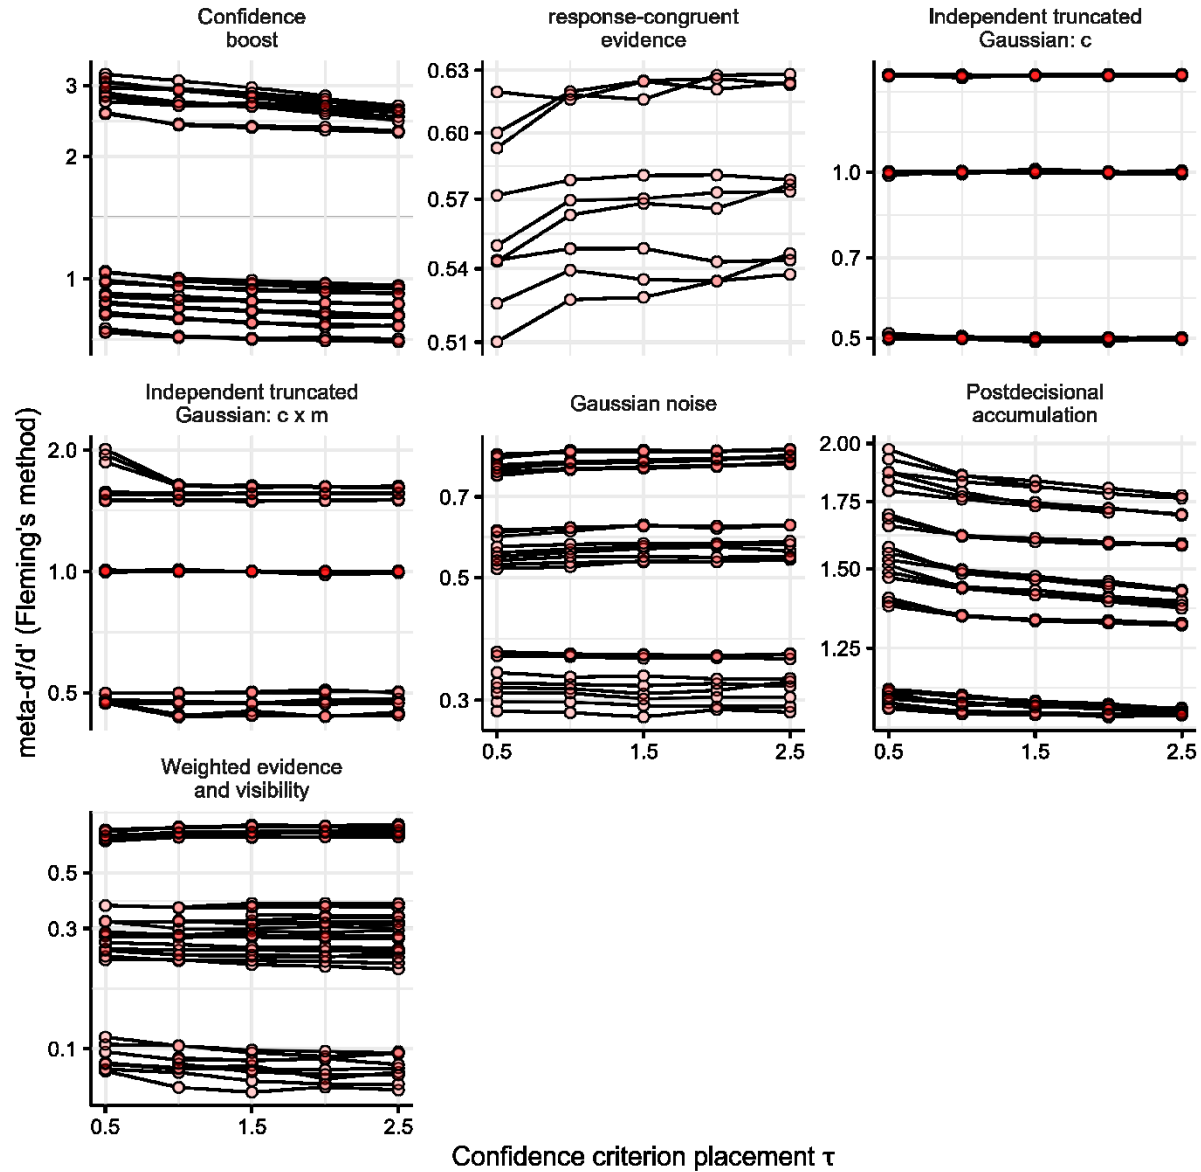 Confidence
boost
response-congruent
evidence
Independent truncated
Gaussian: c
3
2
1
0.63
0.60
0.57
0.54
0.51
1.0
0.7
0.5
Independent truncated
Gaussian: c x m
Gaussian noise
Postdecisional
accumulation
2.0
1.0
0.5
0.7
0.5
0.3
2.00
1.75
1.50
1.25
0.5 1.5 2.5
0.5 1.5 2.5
meta-d'/d' (Fleming's method)
Weighted evidence
and visibility
0.5
0.3
0.1
0.5 1.5 2.5
Confidence criterion placement τ